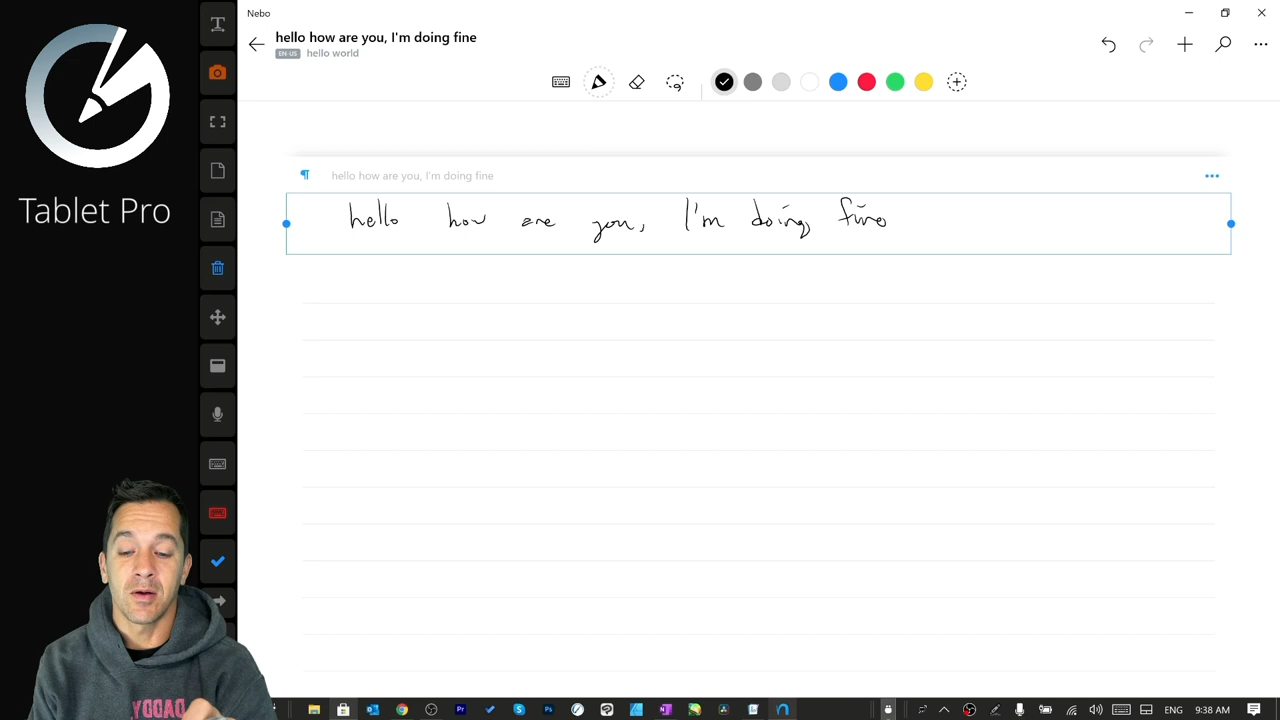 Nebo
hello how are you, I'm doing fine
EN-US hello world
Tablet Pro
hello how are you, I'm doing fine
hello how are you, I'm doing fine
DADDY
ENG 9:38 AM